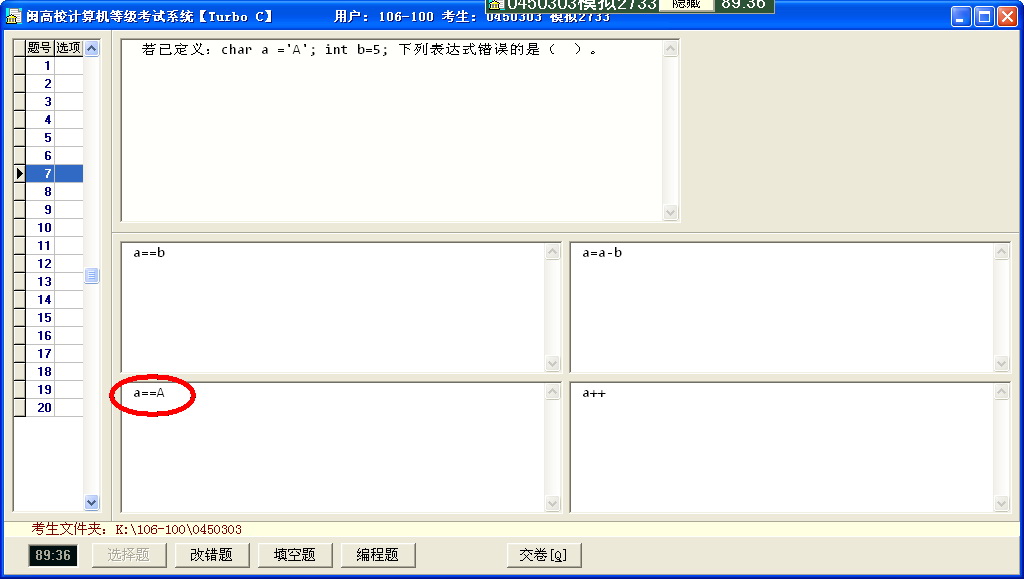 闽高校计算机等级考试系统【Turbo C】 用户: 106-100 考生: 0450303 模拟2733
0450303模拟2733 隐藏 89:36
题号 选项
若已定义: char a ='A'; int b=5; 下列表达式错误的是（ ）。
1
2
3
4
5
6
7
8
9
10
11
12
13
14
15
16
17
18
19
20
a==b
a=a-b
a==A
a++
考生文件夹: K:\106-100\0450303
89:36 选择题 改错题 填空题 编程题 交卷[Q]